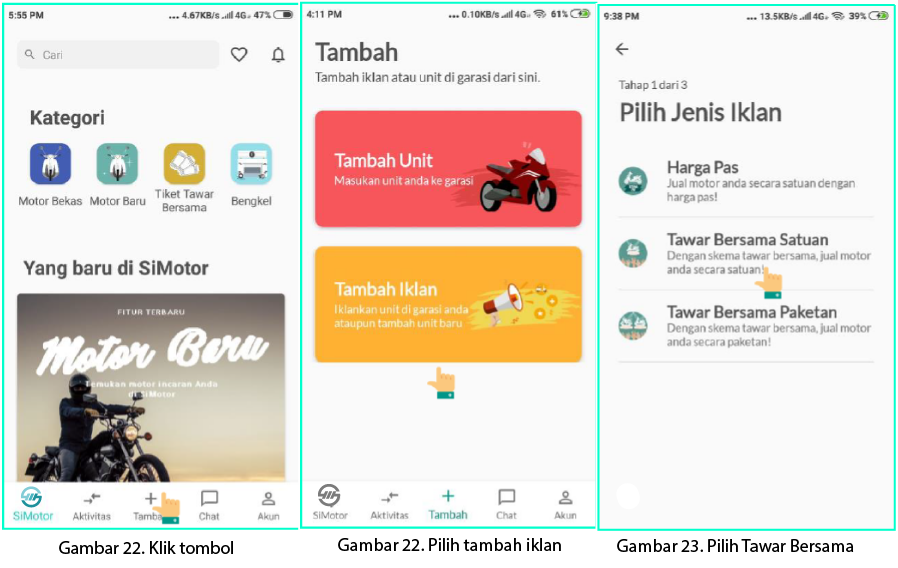 5:55 PM
... 4.67KB/s 4G 47%
Cari
Kategori
Motor Bekas
Motor Baru
Tiket Tawar
Bersama
Bengkel
Yang baru di SiMotor
FITUR TERBARU
Motor Baru
Temukan motor incaran Anda
di SiMotor
SiMotor
Aktivitas
Tamba
Chat
Akun
Gambar 22. Klik tombol
4:11 PM
... 0.10KB/s 4G 61%
Tambah
Tambah iklan atau unit di garasi dari sini.
Tambah Unit
Masukan unit anda ke garasi
Tambah Iklan
Iklankan unit di garasi anda
ataupun tambah unit baru
SiMotor
Aktivitas
Tambah
Chat
Akun
Gambar 22. Pilih tambah iklan
9:38 PM
... 13.5KB/s 4G 39%
Tahap 1 dari 3
Pilih Jenis Iklan
Harga Pas
Jual motor anda secara satuan dengan
harga pas!
Tawar Bersama Satuan
Dengan skema tawar bersama, jual motor
anda secara satuan!
Tawar Bersama Paketan
Dengan skema tawar bersama, jual motor
anda secara paketan!
Gambar 23. Pilih Tawar Bersama